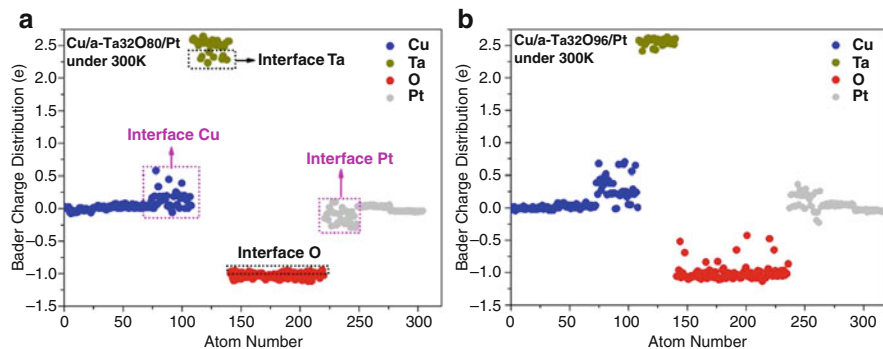 a
Cu/a-Ta32O80/Pt
under 300K
Interface Ta
Cu
Ta
O
Pt
Interface Cu
Interface Pt
Interface O
Bader Charge Distribution (e)
2.5
2.0
1.5
1.0
0.5
0.0
−0.5
−1.0
−1.5
0 50 100 150 200 250 300
Atom Number
b
Cu/a-Ta32O96/Pt
under 300K
Cu
Ta
O
Pt
Bader Charge Distribution (e)
2.5
2.0
1.5
1.0
0.5
0.0
−0.5
−1.0
−1.5
0 50 100 150 200 250 300
Atom Number